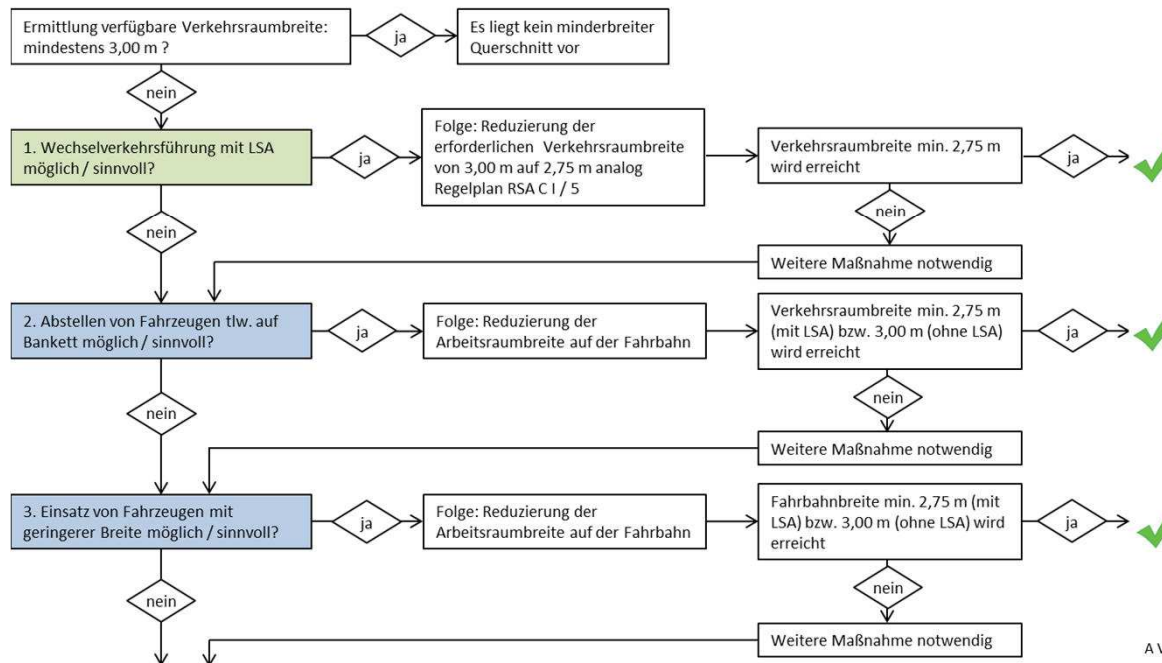 Ermittlung verfügbare Verkehrsraumbreite:
mindestens 3,00 m ?
ja
Es liegt kein minderbreiter
Querschnitt vor
nein
1. Wechselverkehrsführung mit LSA
möglich / sinnvoll?
ja
Folge: Reduzierung der
erforderlichen Verkehrsraumbreite
von 3,00 m auf 2,75 m analog
Regelplan RSA C I / 5
Verkehrsraumbreite min. 2,75 m
wird erreicht
ja
nein
nein
Weitere Maßnahme notwendig
2. Abstellen von Fahrzeugen tlw. auf
Bankett möglich / sinnvoll?
ja
Folge: Reduzierung der
Arbeitsraumbreite auf der Fahrbahn
Verkehrsraumbreite min. 2,75 m
(mit LSA) bzw. 3,00 m (ohne LSA)
wird erreicht
ja
nein
nein
Weitere Maßnahme notwendig
3. Einsatz von Fahrzeugen mit
geringerer Breite möglich / sinnvoll?
ja
Folge: Reduzierung der
Arbeitsraumbreite auf der Fahrbahn
Fahrbahnbreite min. 2,75 m (mit
LSA) bzw. 3,00 m (ohne LSA) wird
erreicht
ja
nein
nein
Weitere Maßnahme notwendig
A V